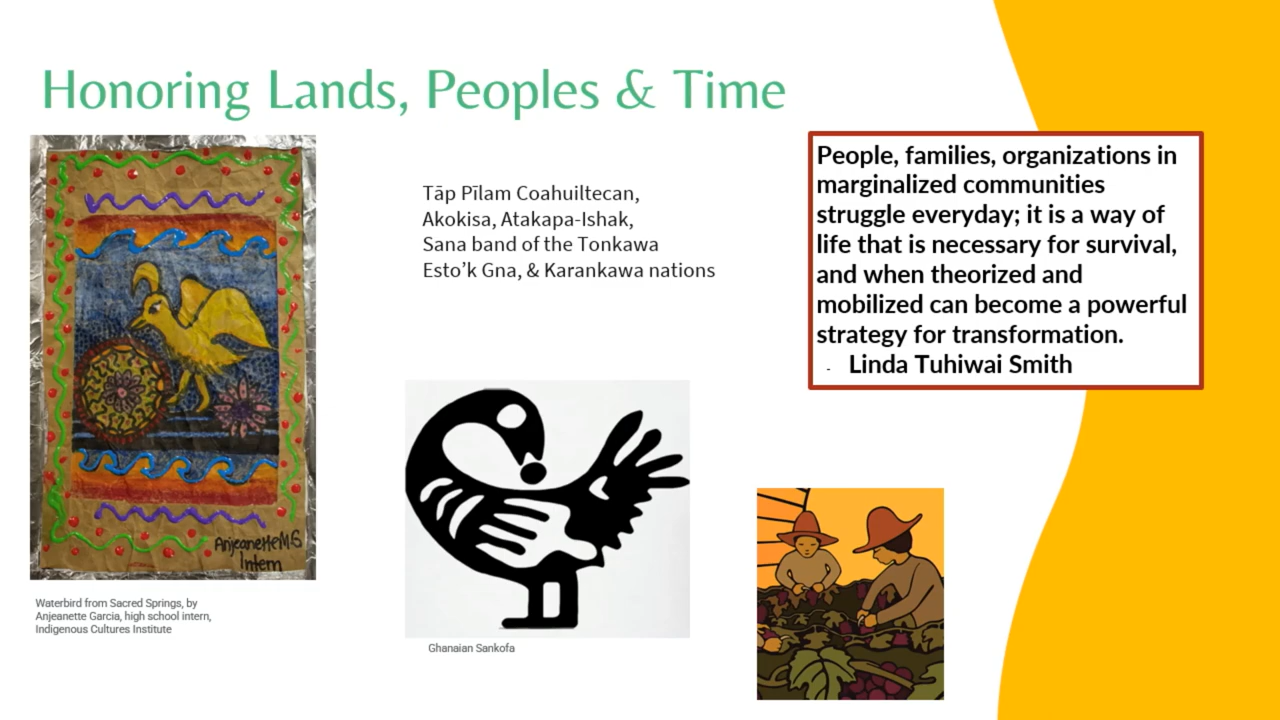 Honoring Lands, Peoples & Time
Tāp Pīlam Coahuiltecan,
Akokisa, Atakapa-Ishak,
Sana band of the Tonkawa
Esto’k Gna, & Karankawa nations
People, families, organizations in
marginalized communities
struggle everyday; it is a way of
life that is necessary for survival,
and when theorized and
mobilized can become a powerful
strategy for transformation.
- Linda Tuhiwai Smith
AnjeanetteMG
Intern
Waterbird from Sacred Springs, by
Anjeanette Garcia, high school intern,
Indigenous Cultures Institute
Ghanaian Sankofa